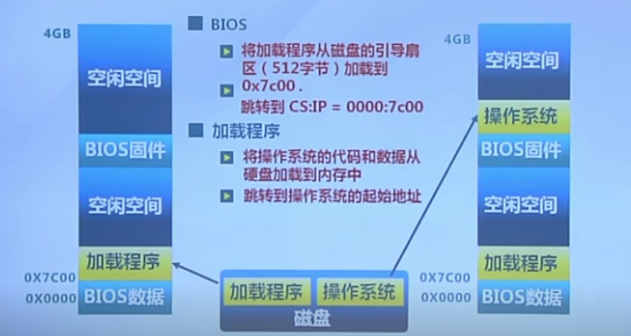 4GB
空闲空间
BIOS固件
空闲空间
加载程序
0X7C00
0X0000
BIOS数据
BIOS
将加载程序从磁盘的引导扇
区（512字节）加载到
0x7c00 .
跳转到 CS:IP = 0000:7c00
加载程序
将操作系统的代码和数据从
硬盘加载到内存中
跳转到操作系统的起始地址
加载程序
操作系统
磁盘
4GB
空闲空间
操作系统
BIOS固件
空闲空间
加载程序
0X7C00
0X0000
BIOS数据